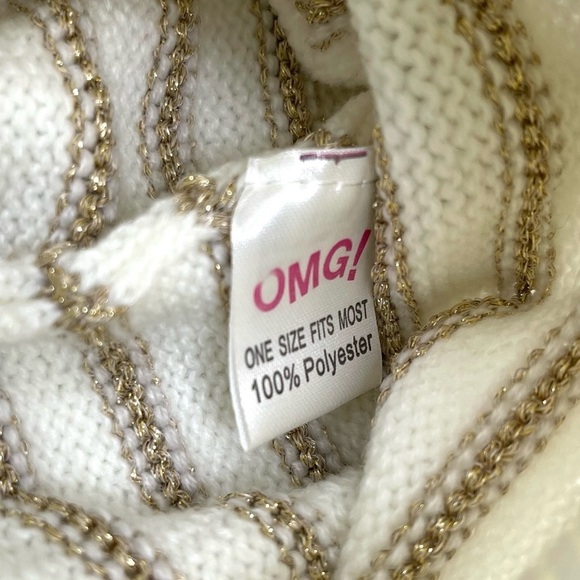 OMG!
ONE SIZE FITS MOST
100% Polyester